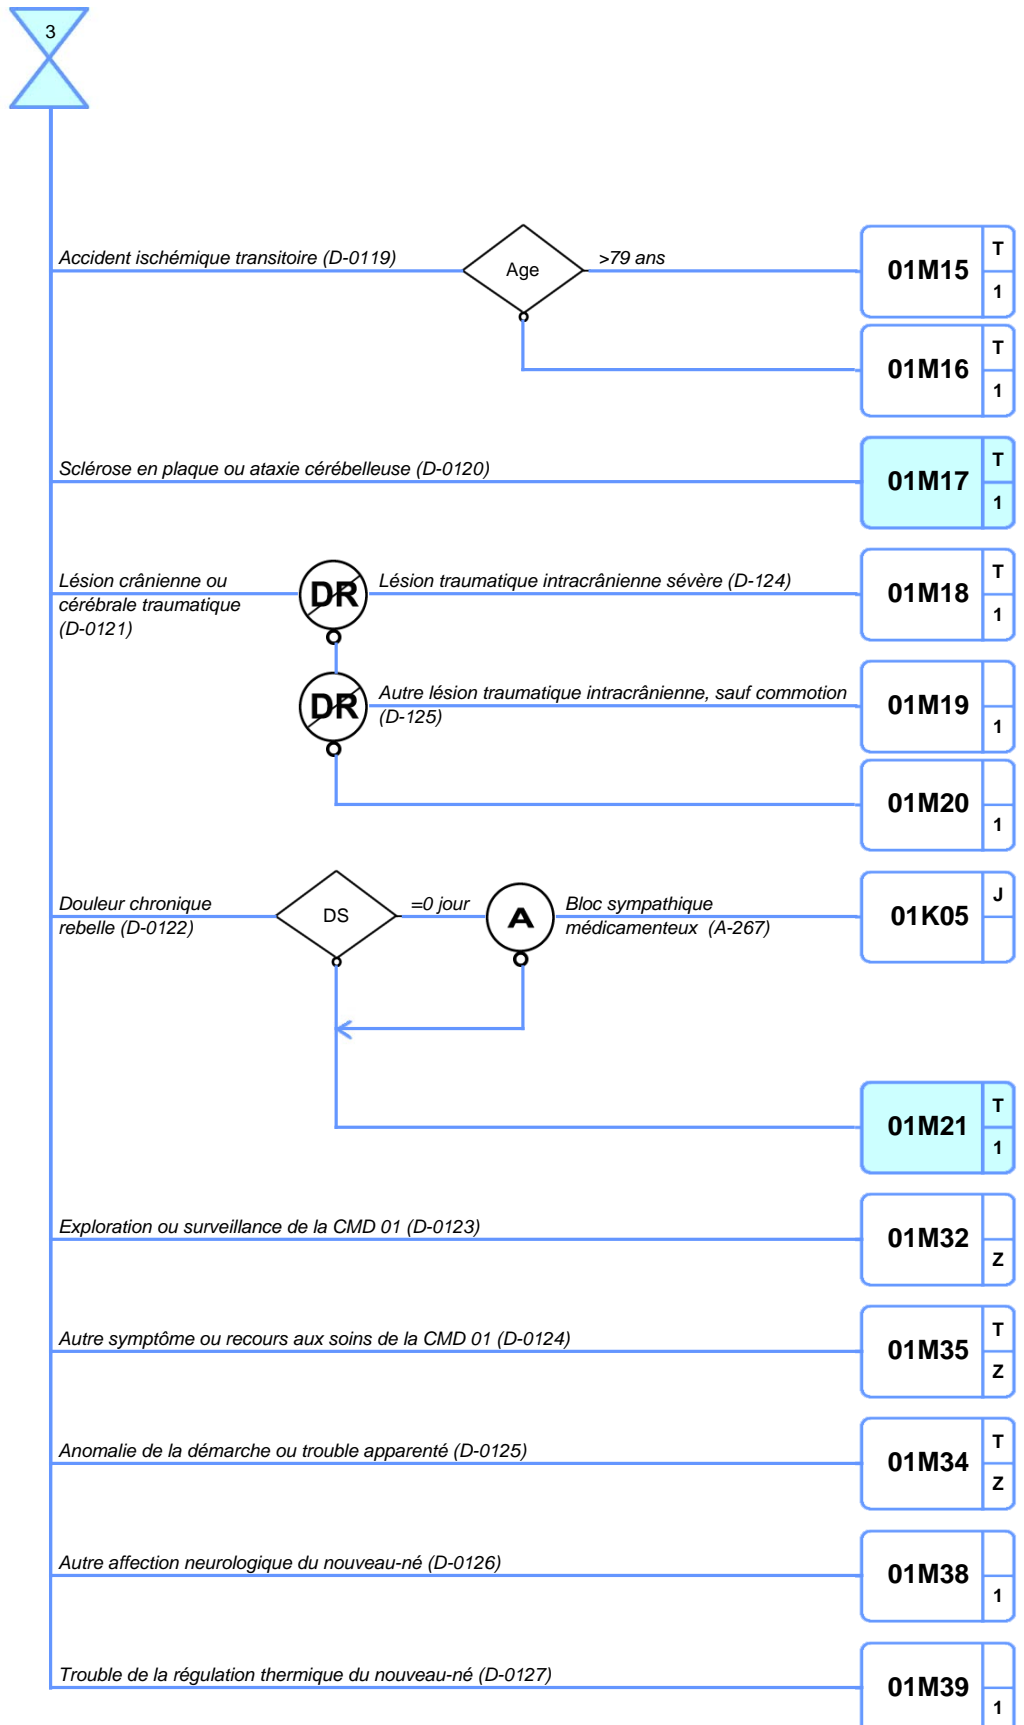 3
Accident ischémique transitoire (D-0119)
Age
>79 ans
01M15
T
1
01M16
T
1
Sclérose en plaque ou ataxie cérébelleuse (D-0120)
01M17
T
1
Lésion crânienne ou
cérébrale traumatique
(D-0121)
DR
Lésion traumatique intracrânienne sévère (D-124)
01M18
T
1
DR
Autre lésion traumatique intracrânienne, sauf commotion
(D-125)
01M19
1
01M20
1
Douleur chronique
rebelle (D-0122)
DS
=0 jour
A
Bloc sympathique
médicamenteux (A-267)
01K05
J
01M21
T
1
Exploration ou surveillance de la CMD 01 (D-0123)
01M32
Z
Autre symptôme ou recours aux soins de la CMD 01 (D-0124)
01M35
T
Z
Anomalie de la démarche ou trouble apparenté (D-0125)
01M34
T
Z
Autre affection neurologique du nouveau-né (D-0126)
01M38
1
Trouble de la régulation thermique du nouveau-né (D-0127)
01M39
1